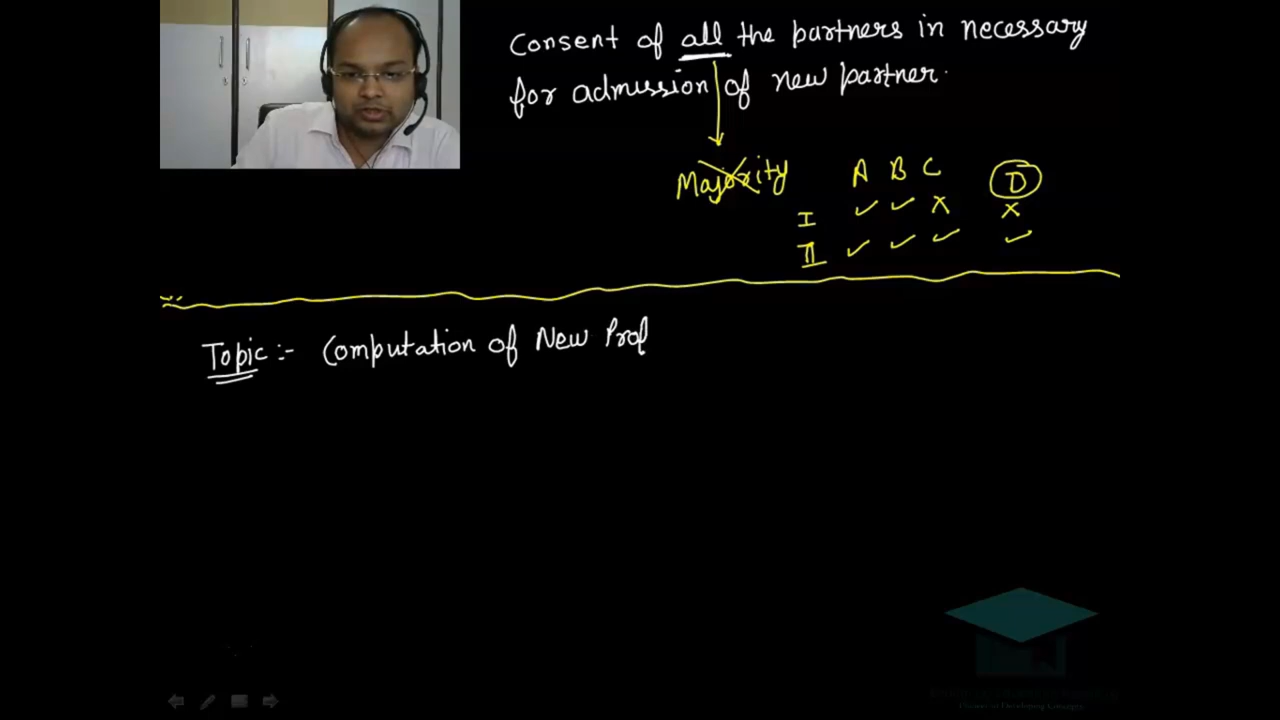 Consent of all the partners in necessary
for admission of new partner.
Majority A B C D
I ✓ ✓ X X
II ✓ ✓ ✓ ✓
Topic :- Computation of New Prof